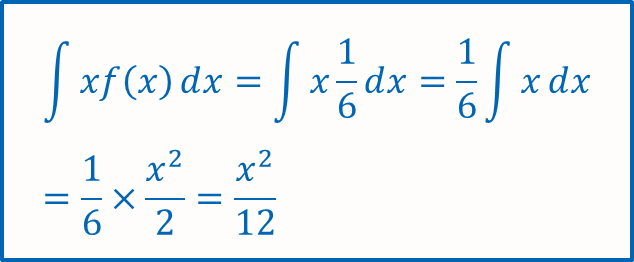 ∫ xf(x) dx = ∫ x 1/6 dx = 1/6 ∫ x dx
= 1/6 × x²/2 = x²/12